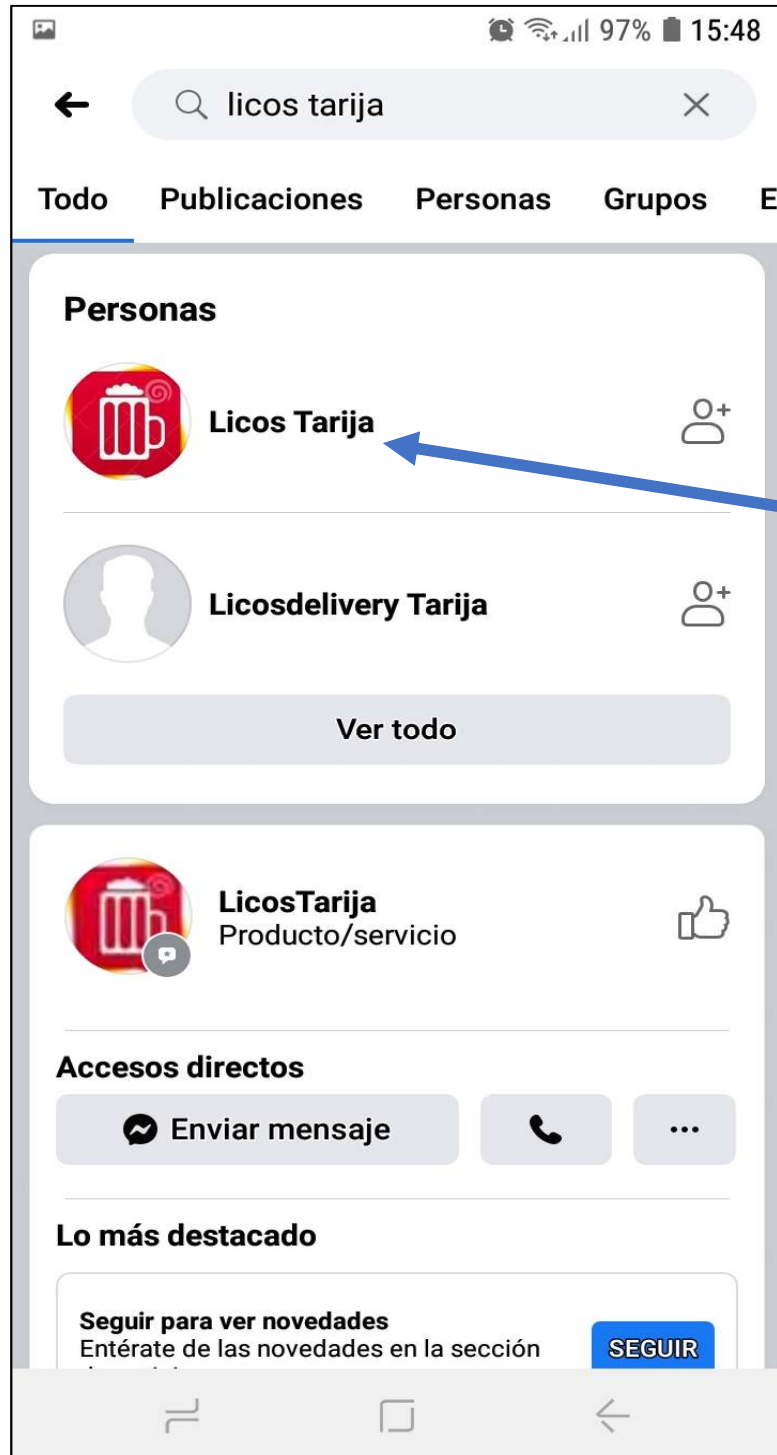 97% 15:48
licos tarija
Todo Publicaciones Personas Grupos E
Personas
Licos Tarija
Licosdelivery Tarija
Ver todo
LicosTarija
Producto/servicio
Accesos directos
Enviar mensaje
Lo más destacado
Seguir para ver novedades
Entérate de las novedades en la sección
SEGUIR